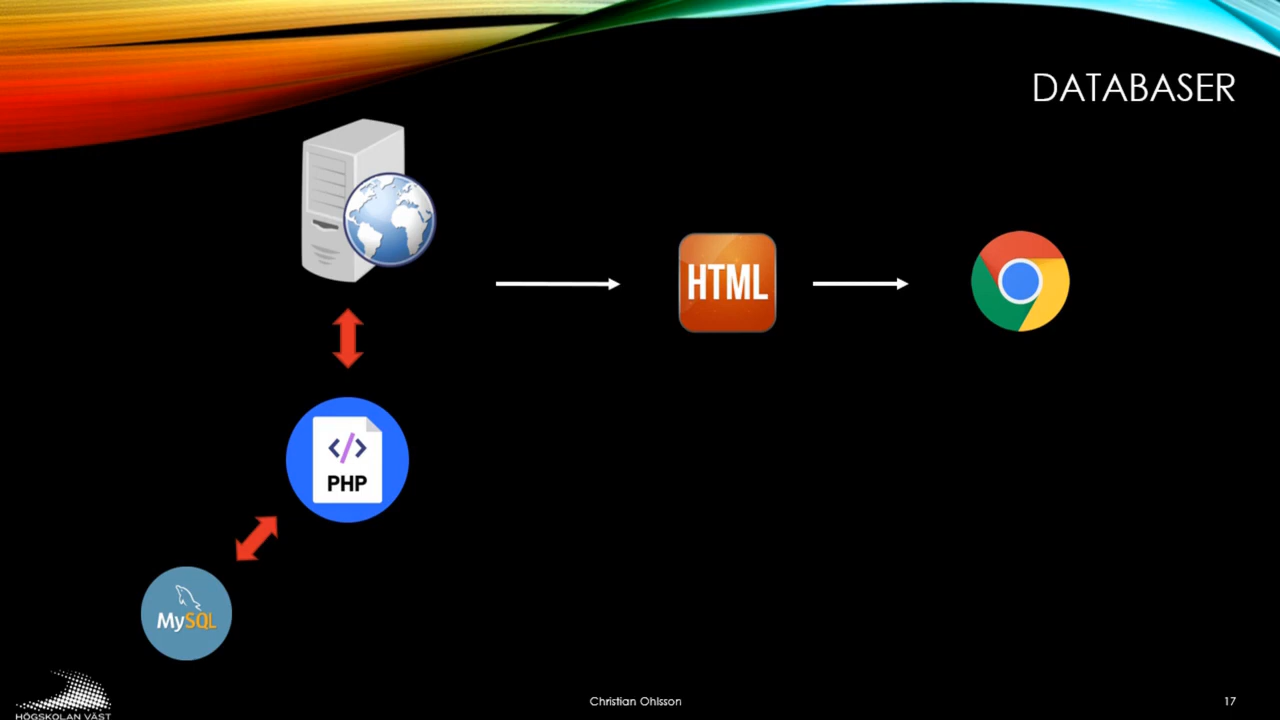 DATABASER
HTML
</>
PHP
MySQL
HÖGSKOLAN VÄST
Christian Ohlsson
17